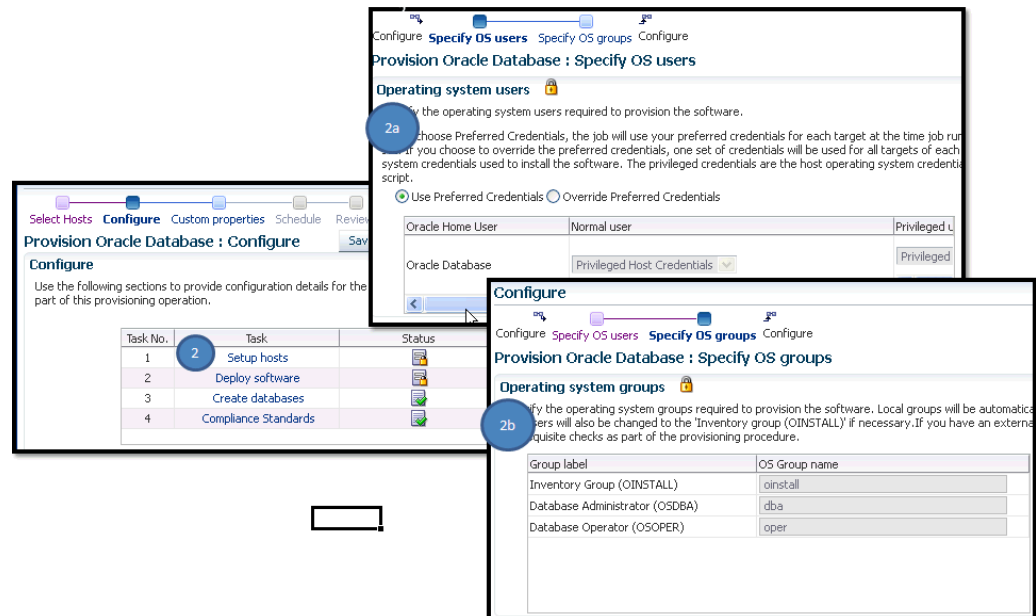 Configure Specify OS users Specify OS groups Configure
Provision Oracle Database : Specify OS users
Operating system users
the operating system users required to provision the software.
2a
choose Preferred Credentials, the job will use your preferred credentials for each target at the time job run
If you choose to override the preferred credentials, one set of credentials will be used for all targets of each
system credentials used to install the software. The privileged credentials are the host operating system credentia
script.
Use Preferred Credentials Override Preferred Credentials
Oracle Home User Normal user Privileged u
Oracle Database Privileged Host Credentials Privileged
Select Hosts Configure Custom properties Schedule Review
Provision Oracle Database : Configure Sav
Configure
Use the following sections to provide configuration details for the
part of this provisioning operation.
Task No. Task Status
1 2 Setup hosts
2 Deploy software
3 Create databases
4 Compliance Standards
Configure
Configure Specify OS users Specify OS groups Configure
Provision Oracle Database : Specify OS groups
Operating system groups
ify the operating system groups required to provision the software. Local groups will be automatica
2b
sers will also be changed to the 'Inventory group (OINSTALL)' if necessary.If you have an externa
quisite checks as part of the provisioning procedure.
Group label OS Group name
Inventory Group (OINSTALL) oinstall
Database Administrator (OSDBA) dba
Database Operator (OSOPER) oper